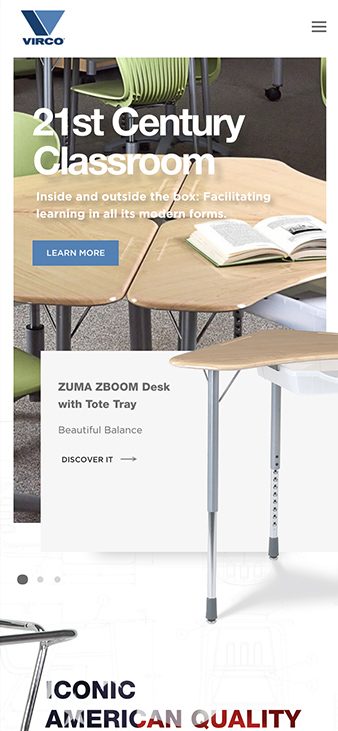 VIRCO
21st Century
Classroom
Inside and outside the box: Facilitating
learning in all its modern forms.
LEARN MORE
ZUMA ZBOOM Desk
with Tote Tray
Beautiful Balance
DISCOVER IT
ICONIC
AMERICAN QUALITY